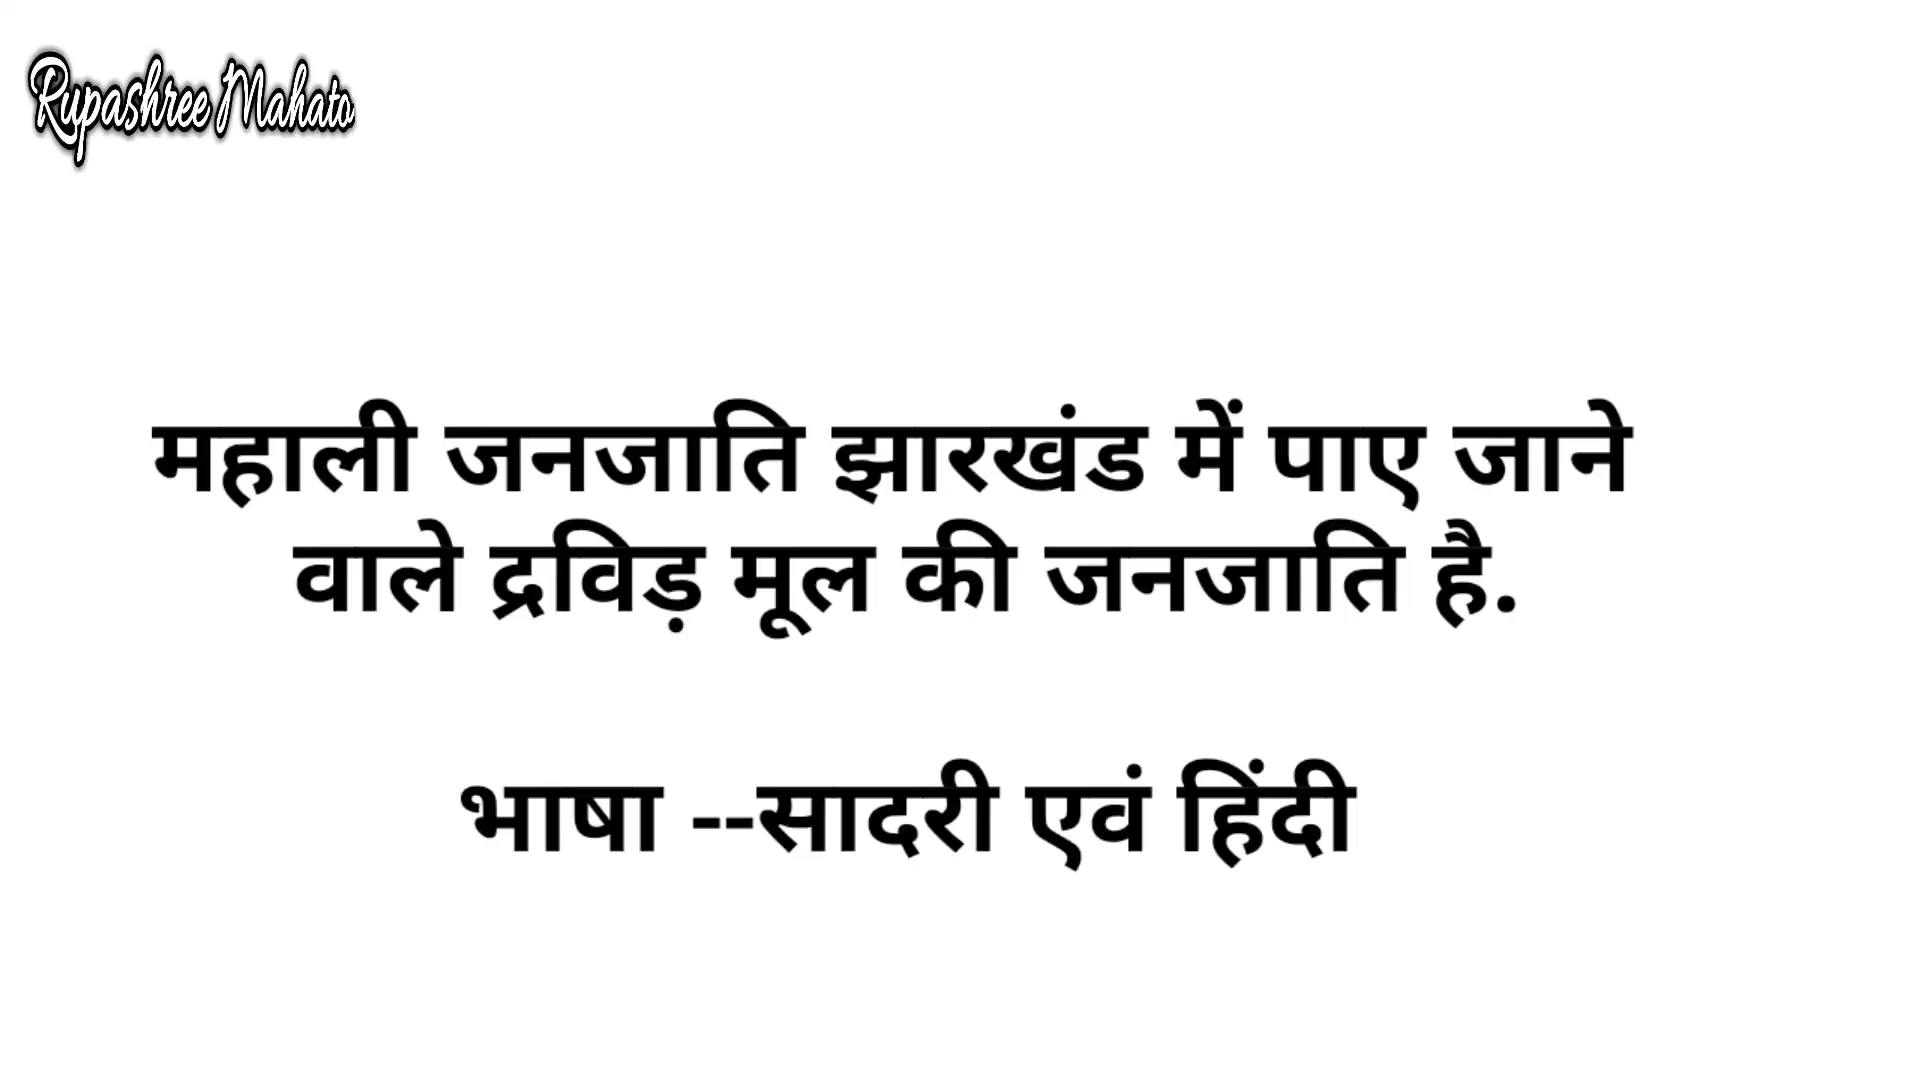 Rupashree Mahato
महाली जनजाति झारखंड में पाए जाने
वाले द्रविड़ मूल की जनजाति है.
भाषा --सादरी एवं हिंदी